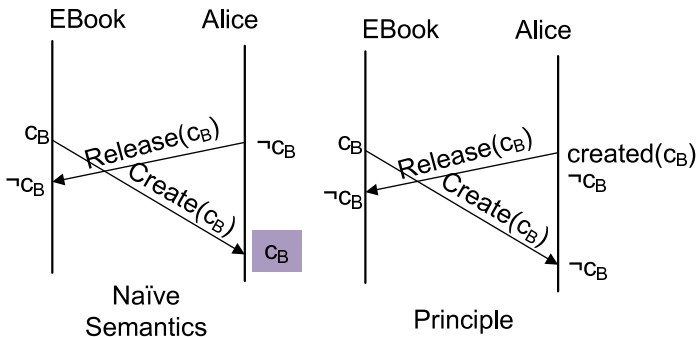 EBook
Alice
cB
Release(cB)
¬cB
¬cB
Create(cB)
cB
Naïve
Semantics
EBook
Alice
cB
Release(cB)
created(cB)
¬cB
¬cB
Create(cB)
¬cB
Principle